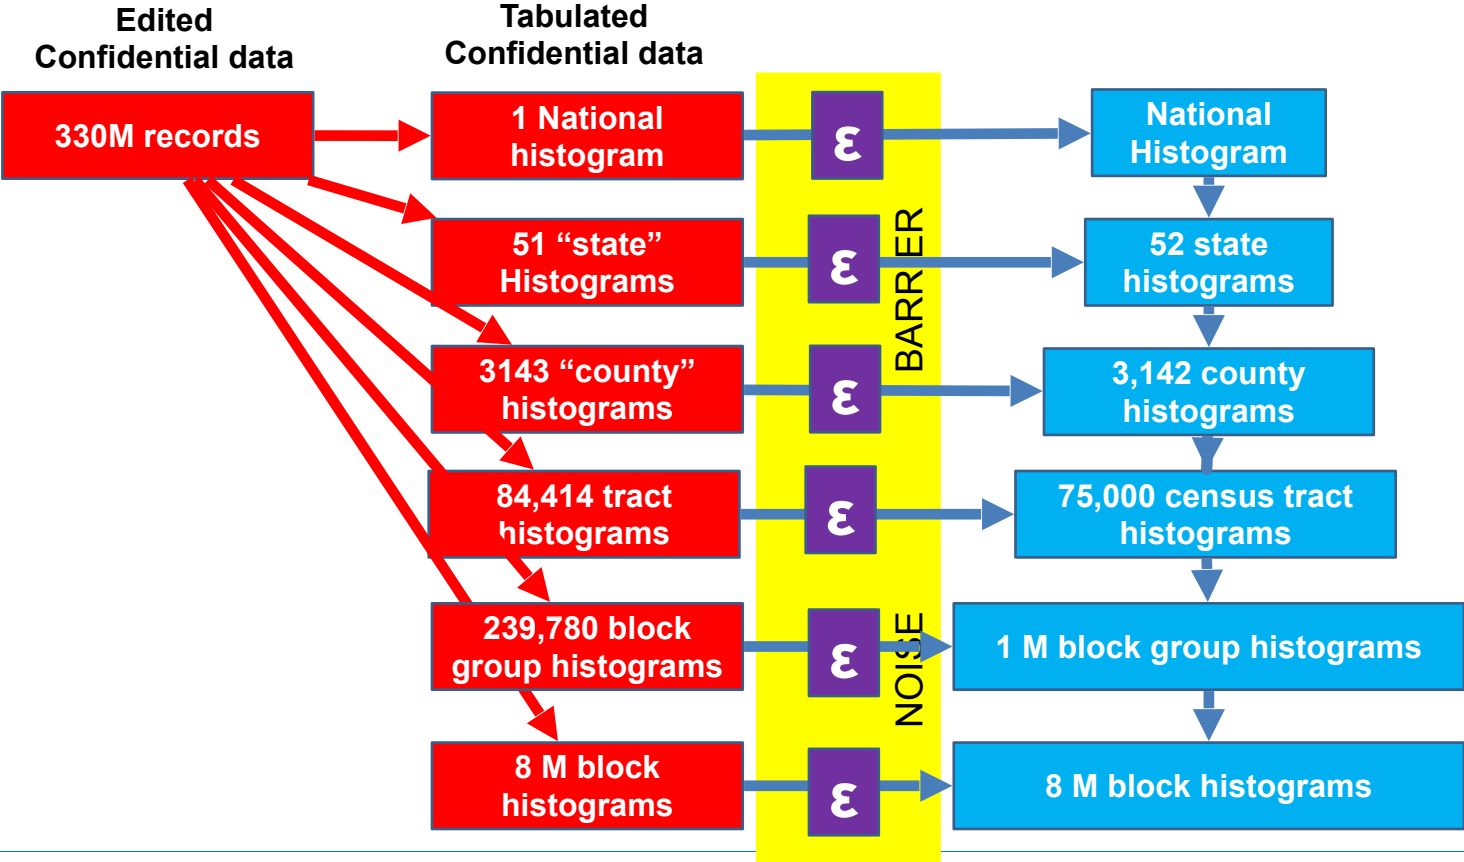 Edited
Confidential data
Tabulated
Confidential data
330M records
1 National
histogram
ε
National
Histogram
51 “state”
Histograms
ε
52 state
histograms
3143 “county”
histograms
ε
3,142 county
histograms
84,414 tract
histograms
ε
75,000 census tract
histograms
239,780 block
group histograms
ε
1 M block group histograms
8 M block
histograms
ε
8 M block histograms
NOISE BARRIER